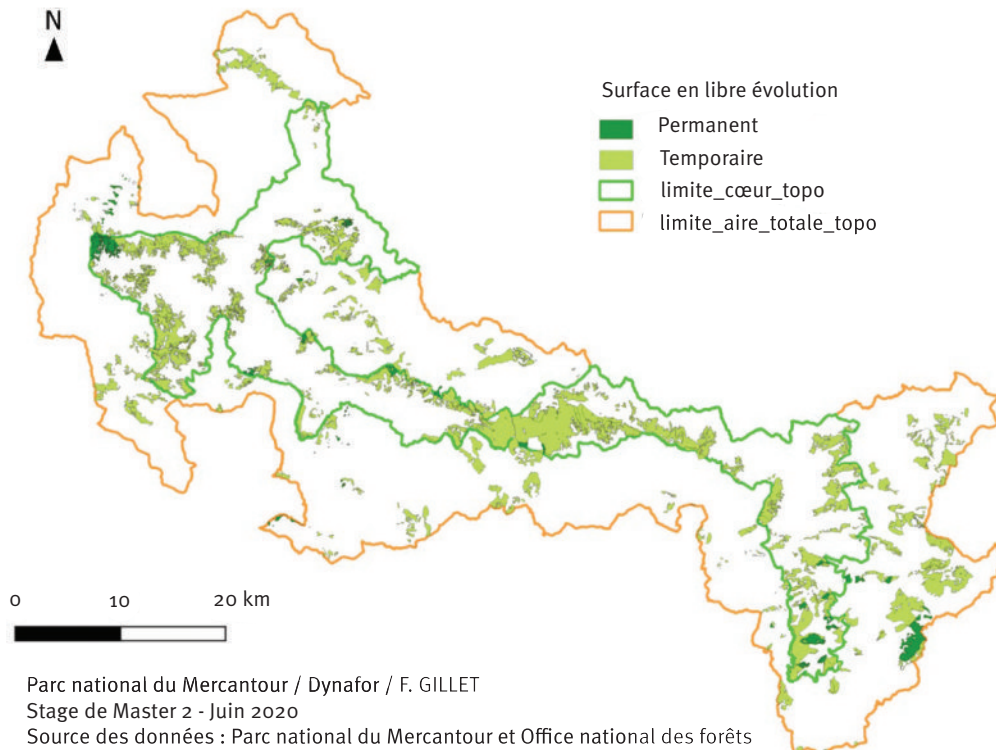 N
Surface en libre évolution
Permanent
Temporaire
limite_cœur_topo
limite_aire_totale_topo
0 10 20 km
Parc national du Mercantour / Dynafor / F. GILLET
Stage de Master 2 - Juin 2020
Source des données : Parc national du Mercantour et Office national des forêts